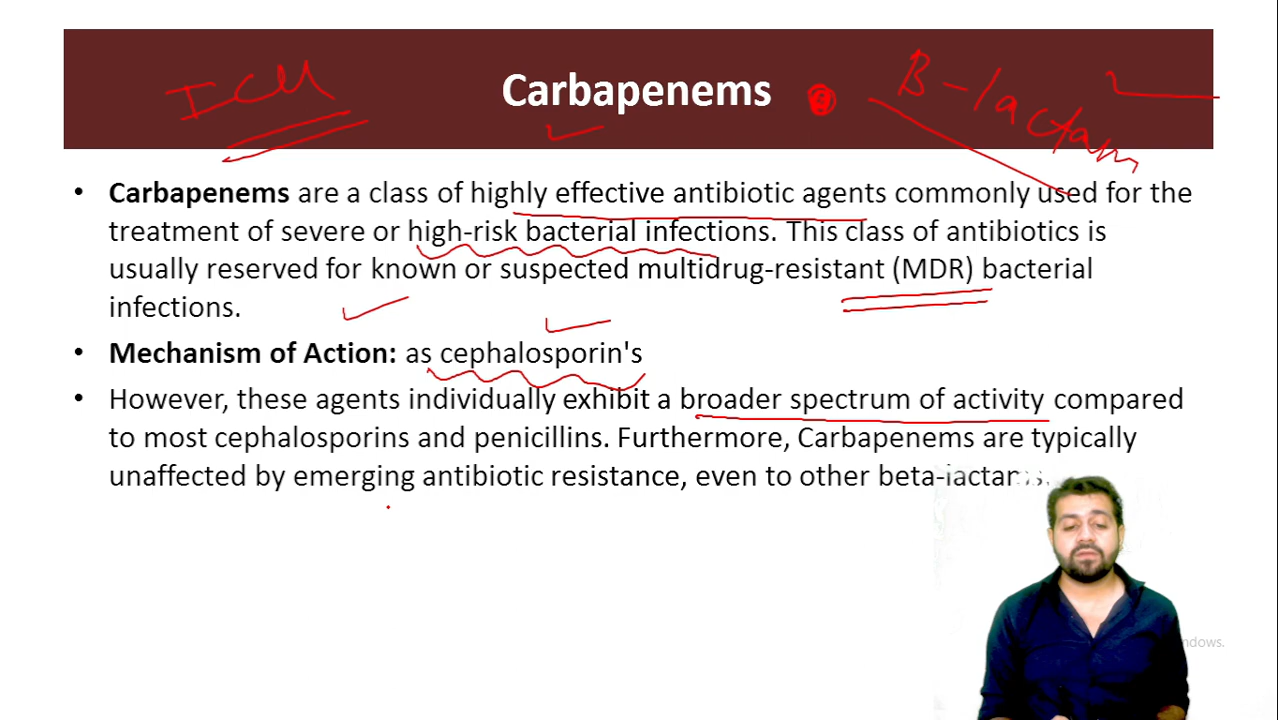 ICU
Carbapenems
B-lactam
• Carbapenems are a class of highly effective antibiotic agents commonly used for the
treatment of severe or high-risk bacterial infections. This class of antibiotics is
usually reserved for known or suspected multidrug-resistant (MDR) bacterial
infections.
• Mechanism of Action: as cephalosporin's
• However, these agents individually exhibit a broader spectrum of activity compared
to most cephalosporins and penicillins. Furthermore, Carbapenems are typically
unaffected by emerging antibiotic resistance, even to other beta-lactams.
ndows.